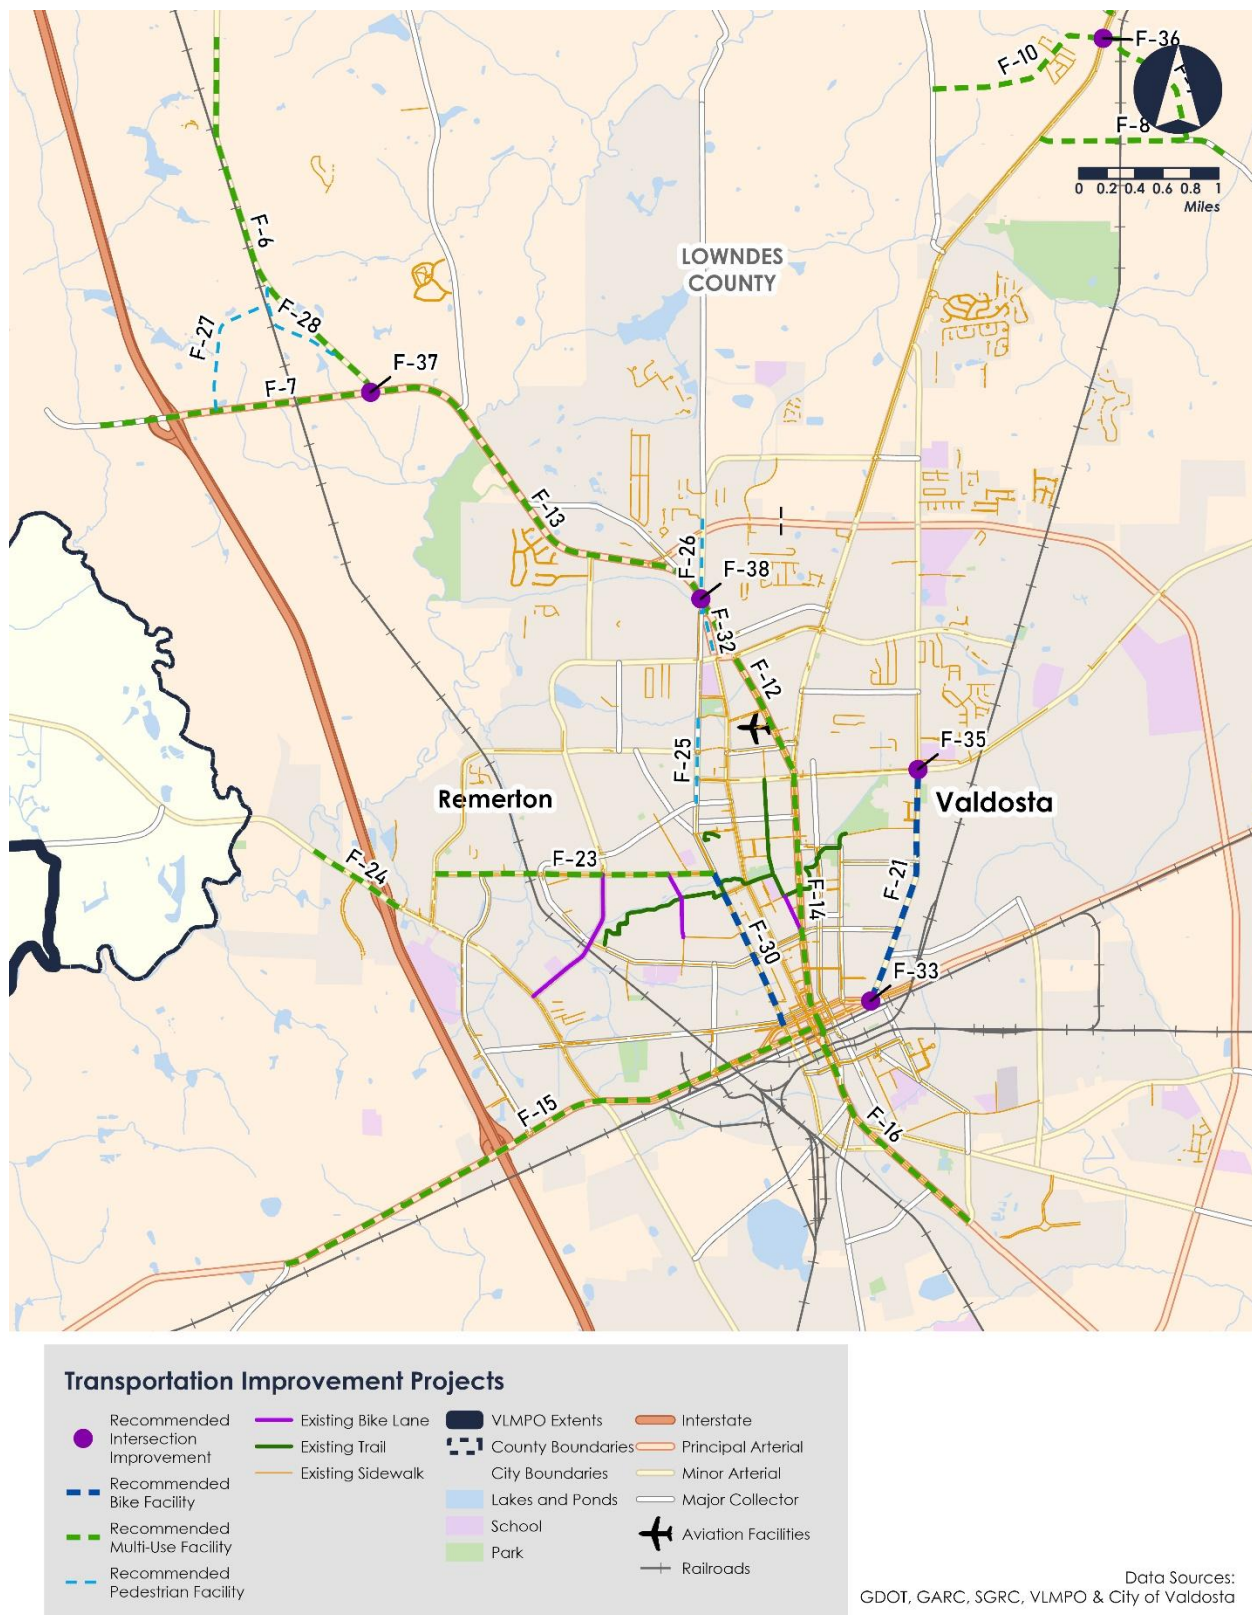 F-36
F-10
F-8
0 0.2 0.4 0.6 0.8 1
Miles
F-6
LOWNDES
COUNTY
F-28
F-27
F-37
F-7
F-13
F-26
F-38
F-32
F-12
F-25
F-35
Remerton
Valdosta
F-23
F-24
F-14
F-21
F-30
F-33
F-15
F-16
Transportation Improvement Projects
Recommended
Intersection
Improvement
Recommended
Bike Facility
Recommended
Multi-Use Facility
Recommended
Pedestrian Facility
Existing Bike Lane
Existing Trail
Existing Sidewalk
VLMPO Extents
County Boundaries
City Boundaries
Lakes and Ponds
School
Park
Interstate
Principal Arterial
Minor Arterial
Major Collector
Aviation Facilities
Railroads
Data Sources:
GDOT, GARC, SGRC, VLMPO & City of Valdosta